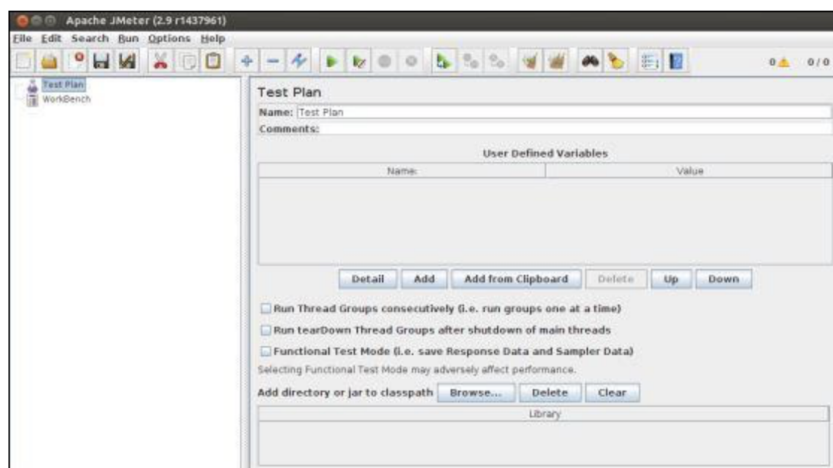 Apache JMeter (2.9 r1437961)
File Edit Search Run Options Help
0 0 / 0
Test Plan
WorkBench
Test Plan
Name: Test Plan
Comments:
User Defined Variables
Name: Value
Detail Add Add from Clipboard Delete Up Down
Run Thread Groups consecutively (i.e. run groups one at a time)
Run tearDown Thread Groups after shutdown of main threads
Functional Test Mode (i.e. save Response Data and Sampler Data)
Selecting Functional Test Mode may adversely affect performance.
Add directory or jar to classpath Browse... Delete Clear
Library